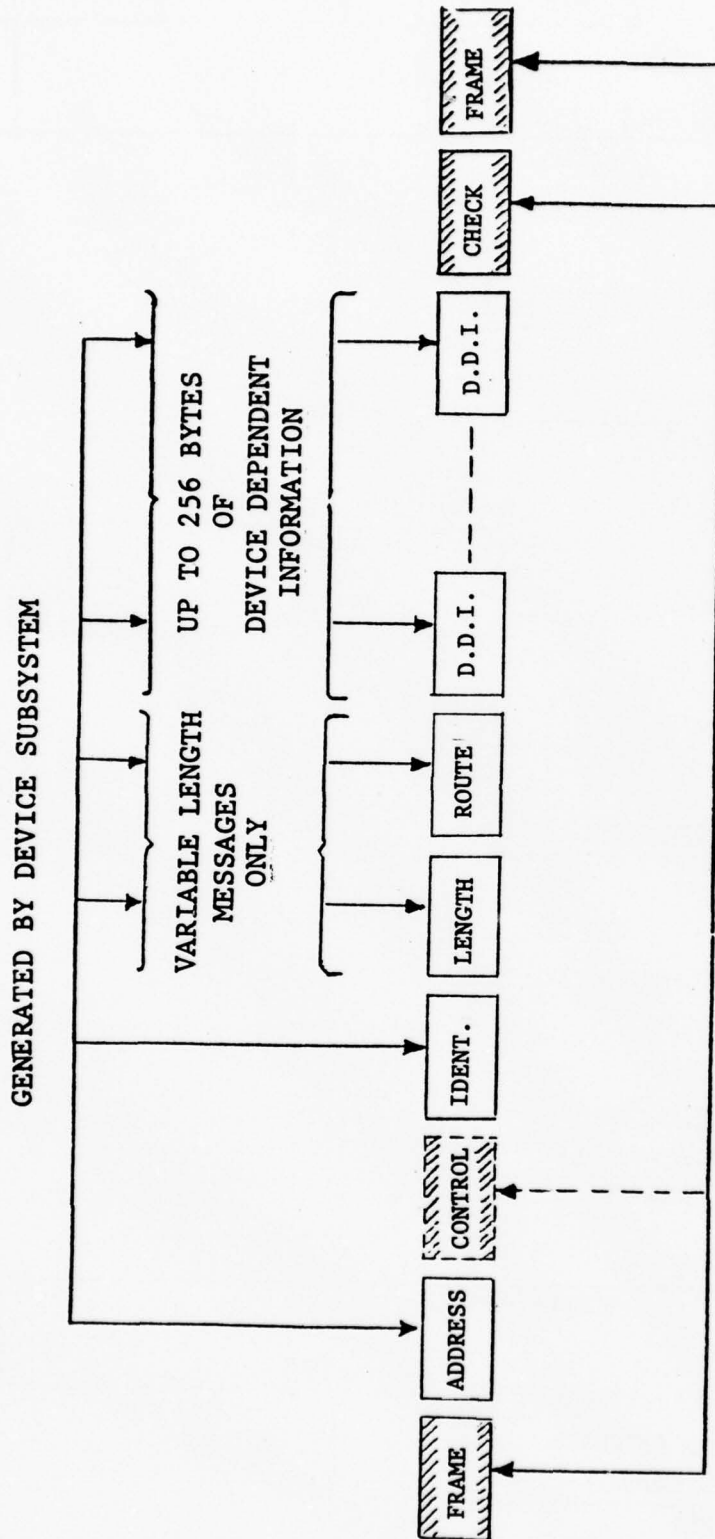 GENERATED BY DEVICE SUBSYSTEM
VARIABLE LENGTH
MESSAGES
ONLY
UP TO 256 BYTES
OF
DEVICE DEPENDENT
INFORMATION
FRAME
ADDRESS
CONTROL
IDENT.
LENGTH
ROUTE
D.D.I.
D.D.I.
CHECK
FRAME